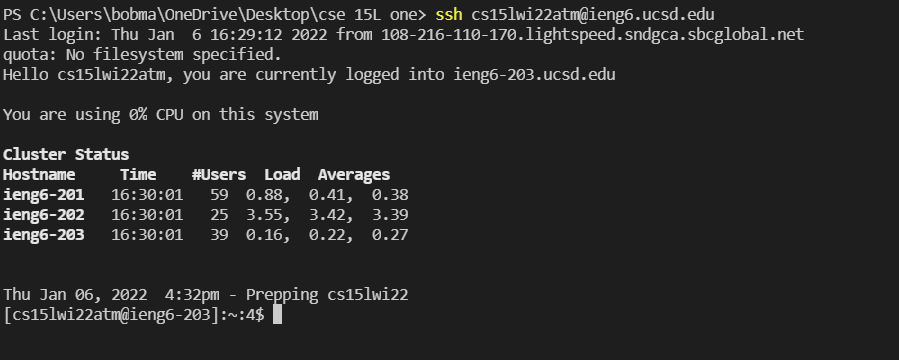 PS C:\Users\bobma\OneDrive\Desktop\cse 15L one> ssh cs15lwi22atm@ieng6.ucsd.edu
Last login: Thu Jan  6 16:29:12 2022 from 108-216-110-170.lightspeed.sndgca.sbcglobal.net
quota: No filesystem specified.
Hello cs15lwi22atm, you are currently logged into ieng6-203.ucsd.edu
You are using 0% CPU on this system
Cluster Status
Hostname     Time    #Users  Load  Averages
ieng6-201   16:30:01   59  0.88,  0.41,  0.38
ieng6-202   16:30:01   25  3.55,  3.42,  3.39
ieng6-203   16:30:01   39  0.16,  0.22,  0.27
Thu Jan 06, 2022  4:32pm - Prepping cs15lwi22
[cs15lwi22atm@ieng6-203]:~:4$